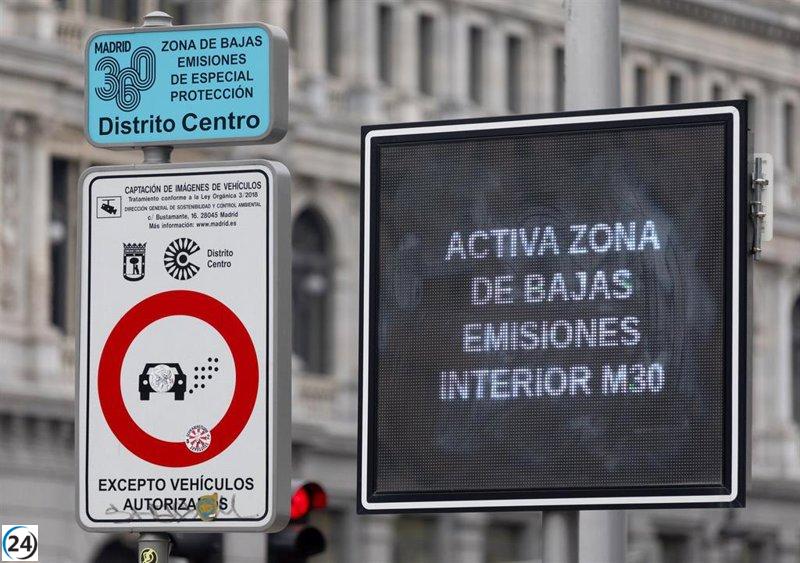 MADRID
360
ZONA DE BAJAS
EMISIONES
DE ESPECIAL
PROTECCIÓN
Distrito Centro
CAPTACIÓN DE IMÁGENES DE VEHÍCULOS
Tratamiento conforme a la Ley Orgánica 3/2018
DIRECCIÓN GENERAL DE SOSTENIBILIDAD Y CONTROL AMBIENTAL
c/ Bustamante, 16. 28045 Madrid
Más información: www.madrid.es
Distrito
Centro
EXCEPTO VEHÍCULOS
AUTORIZADOS
ACTIVA ZONA
DE BAJAS
EMISIONES
INTERIOR M30
24